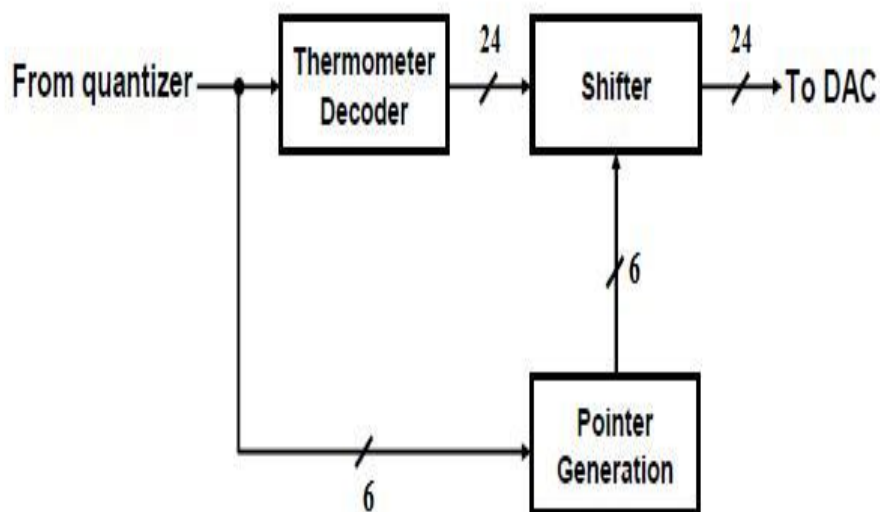 24
24
From quantizer
Thermometer
Decoder
Shifter
To DAC
6
Pointer
Generation
6